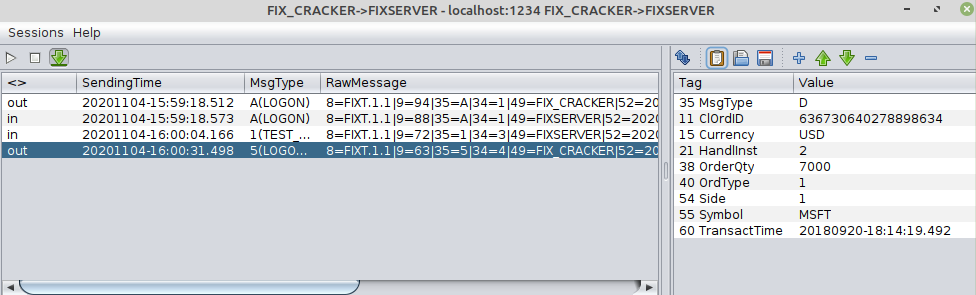 FIX_CRACKER->FIXSERVER - localhost:1234 FIX_CRACKER->FIXSERVER
Sessions Help
<> SendingTime MsgType RawMessage
out 20201104-15:59:18.512 A(LOGON) 8=FIXT.1.1|9=94|35=A|34=1|49=FIX_CRACKER|52=20
in 20201104-15:59:18.573 A(LOGON) 8=FIXT.1.1|9=88|35=A|34=1|49=FIXSERVER|52=2020
in 20201104-16:00:04.166 1(TEST_... 8=FIXT.1.1|9=72|35=1|34=3|49=FIXSERVER|52=2020
out 20201104-16:00:31.498 5(LOGO... 8=FIXT.1.1|9=63|35=5|34=4|49=FIX_CRACKER|52=20
Tag Value
35 MsgType D
11 ClOrdID 636730640278898634
15 Currency USD
21 HandlInst 2
38 OrderQty 7000
40 OrdType 1
54 Side 1
55 Symbol MSFT
60 TransactTime 20180920-18:14:19.492